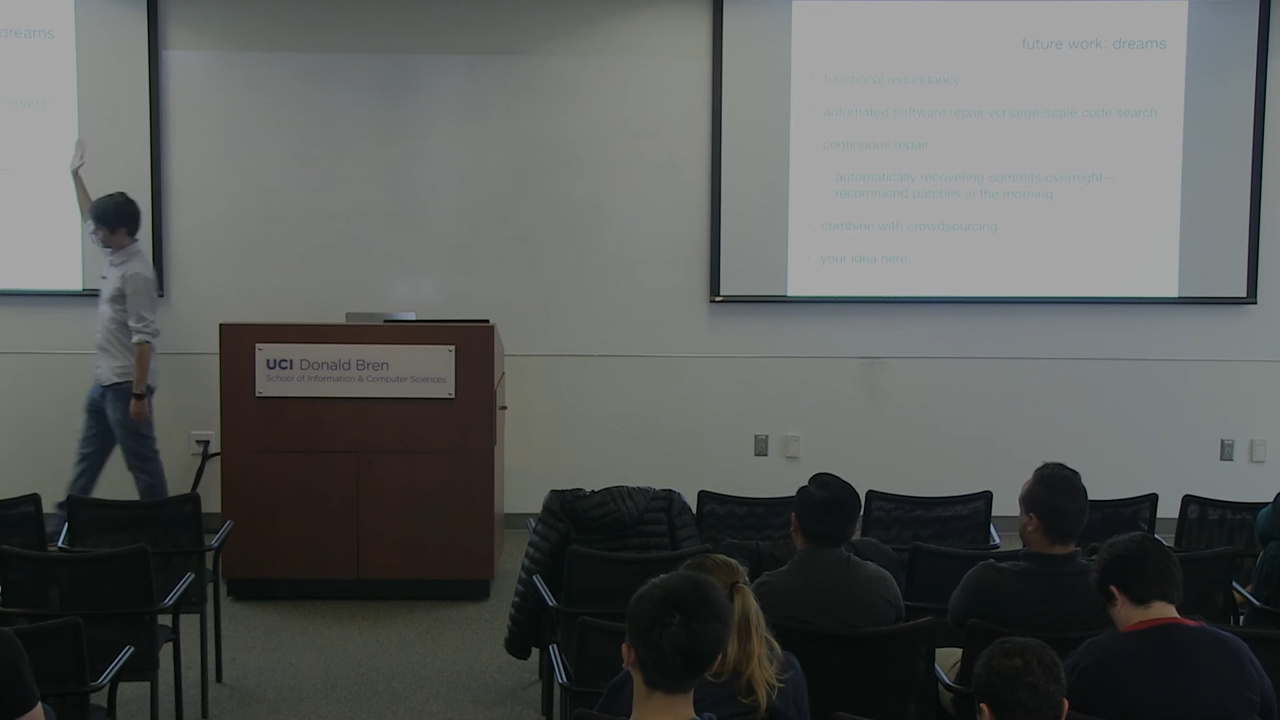 dreams
search
future work: dreams
functional redundancy
automated software repair via large-scale code search
continuous repair
automatically recovering commits overnight—
recommend patches in the morning
combine with crowdsourcing
your idea here..
UCI Donald Bren
School of Information & Computer Sciences